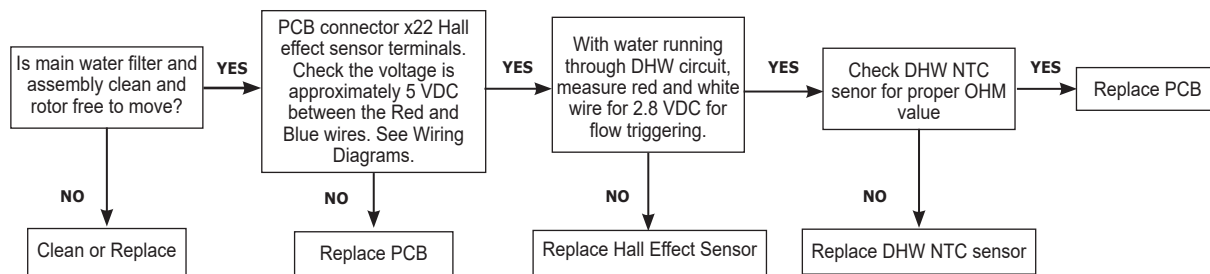 Is main water filter and
assembly clean and
rotor free to move?
YES
NO
Clean or Replace
PCB connector x22 Hall
effect sensor terminals.
Check the voltage is
approximately 5 VDC
between the Red and
Blue wires. See Wiring
Diagrams.
YES
NO
Replace PCB
With water running
through DHW circuit,
measure red and white
wire for 2.8 VDC for
flow triggering.
YES
NO
Replace Hall Effect Sensor
Check DHW NTC
senor for proper OHM
value
YES
NO
Replace DHW NTC sensor
Replace PCB